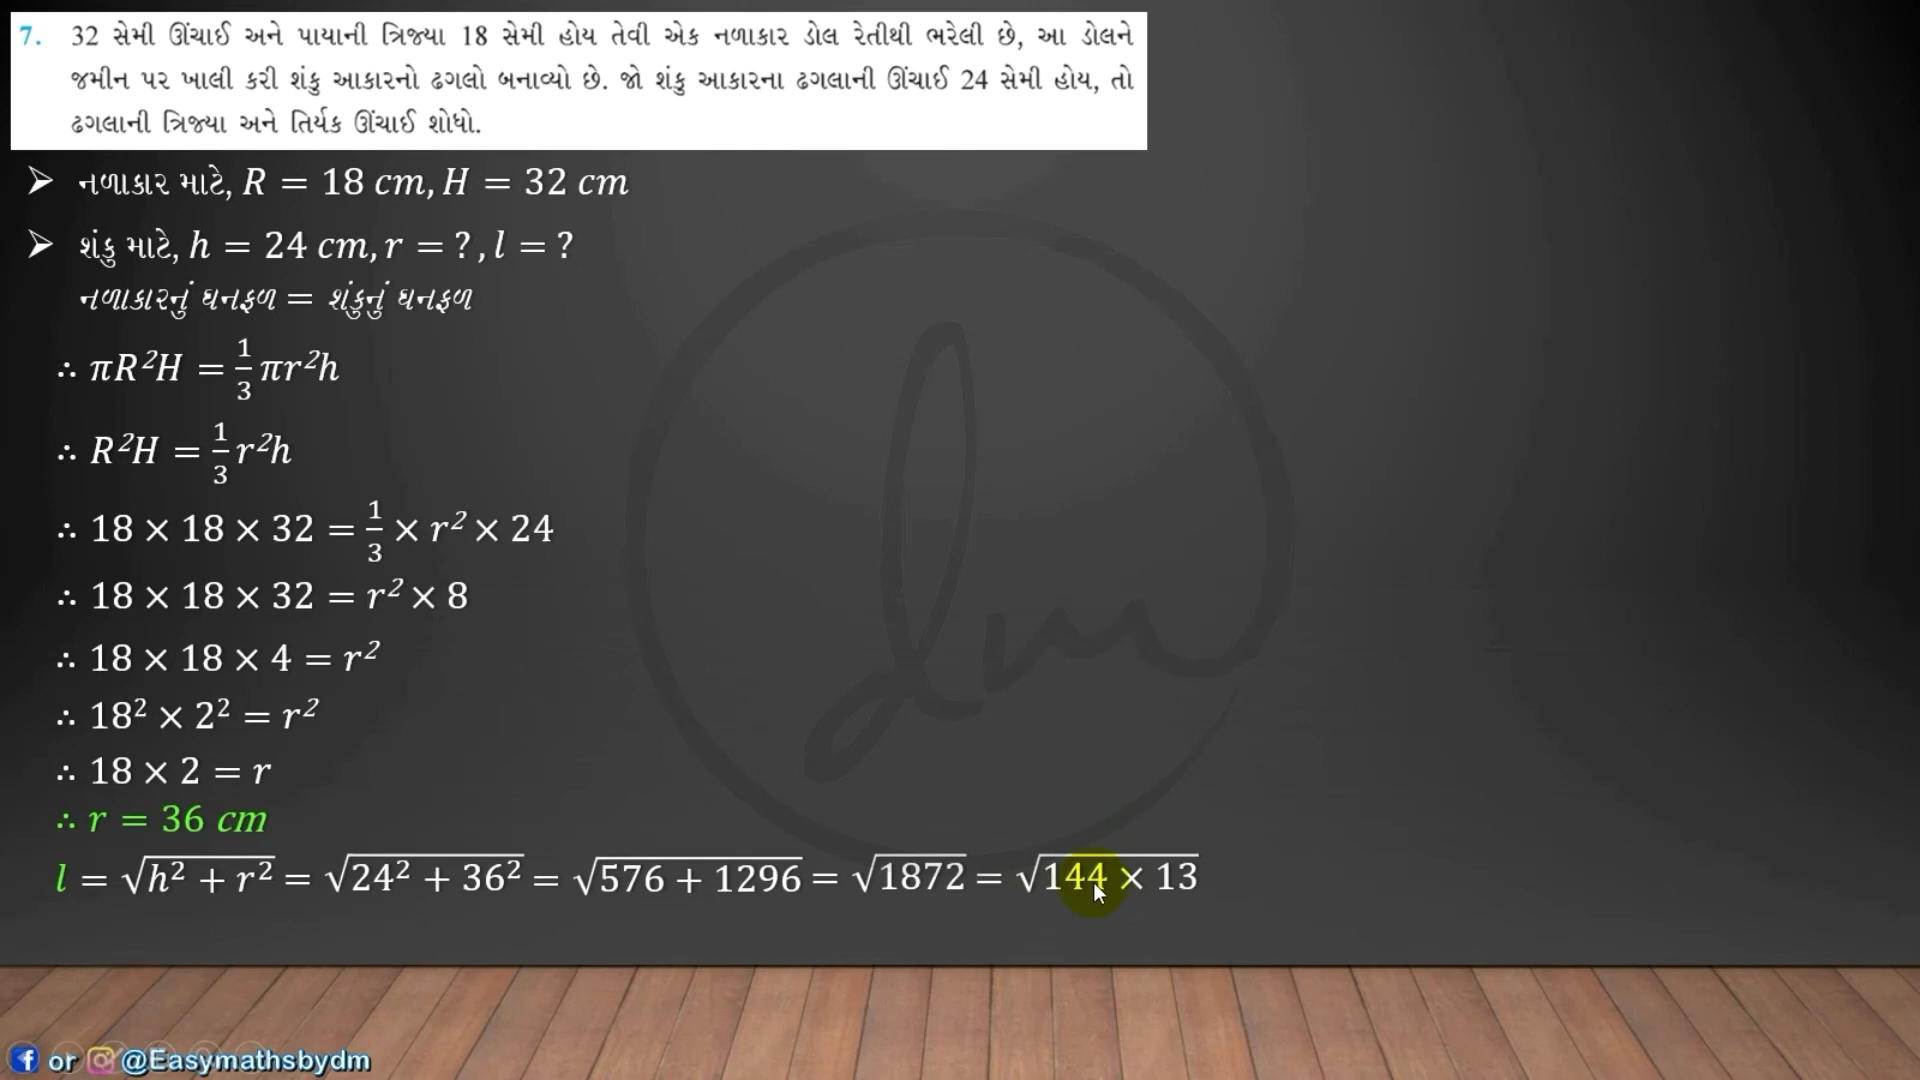 7. 32 સેમી ઊંચાઈ અને પાયાની ત્રિજ્યા 18 સેમી હોય તેવી એક નળાકાર ડોલ રેતીથી ભરેલી છે, આ ડોલને
જમીન પર ખાલી કરી શંકુ આકારનો ઢગલો બનાવ્યો છે. જો શંકુ આકારના ઢગલાની ઊંચાઈ 24 સેમી હોય, તો
ઢગલાની ત્રિજ્યા અને તિર્યક ઊંચાઈ શોધો.
➢ નળાકાર માટે, R = 18 cm, H = 32 cm
➢ શંકુ માટે, h = 24 cm, r = ? , l = ?
નળાકારનું ઘનફળ = શંકુનું ઘનફળ
∴ πR²H = 1/3 πr²h
∴ R²H = 1/3 r²h
∴ 18 × 18 × 32 = 1/3 × r² × 24
∴ 18 × 18 × 32 = r² × 8
∴ 18 × 18 × 4 = r²
∴ 18² × 2² = r²
∴ 18 × 2 = r
∴ r = 36 cm
l = √(h² + r²) = √(24² + 36²) = √(576 + 1296) = √1872 = √(144 × 13)
dm
f or @Easymathsbydm